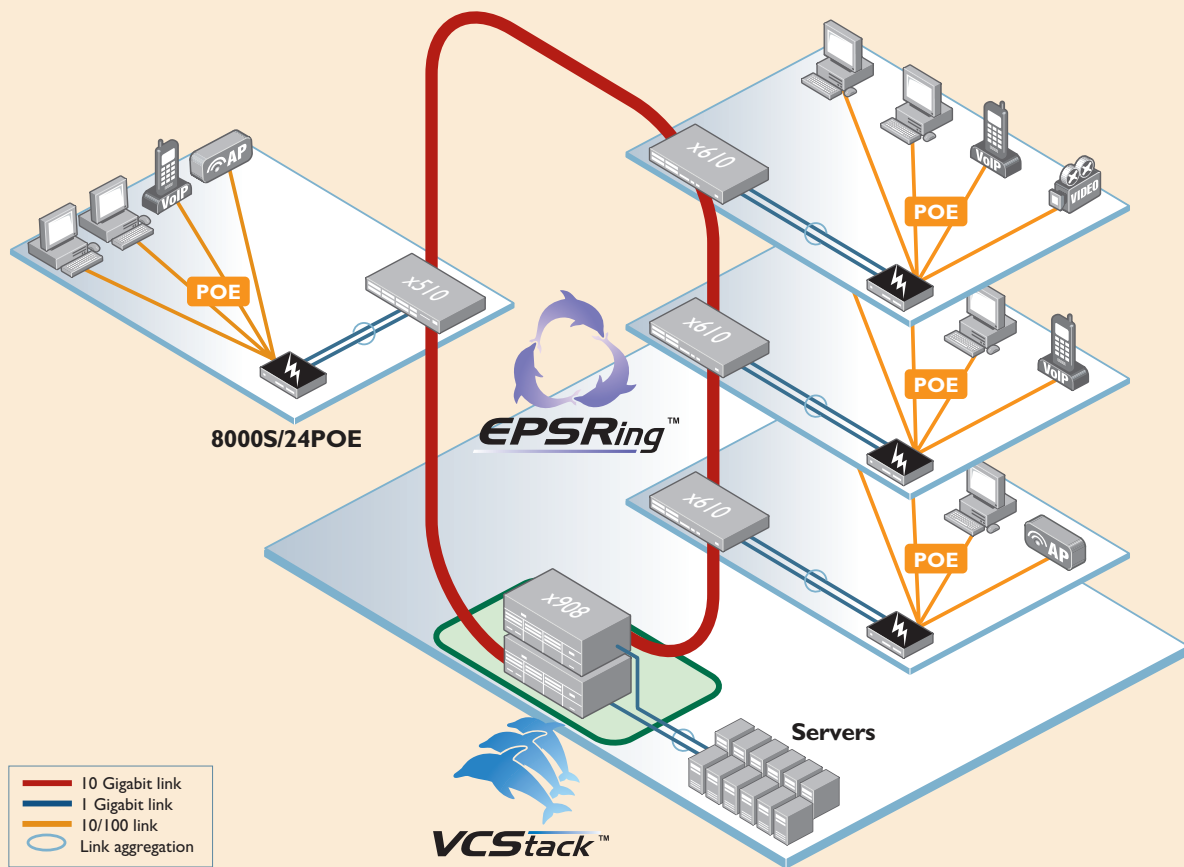 x610
VoIP
VIDEO
POE
AP
VoIP
x510
POE
8000S/24POE
x610
VoIP
POE
EPSRing™
x610
AP
POE
x908
Servers
VCStack™
10 Gigabit link
1 Gigabit link
10/100 link
Link aggregation